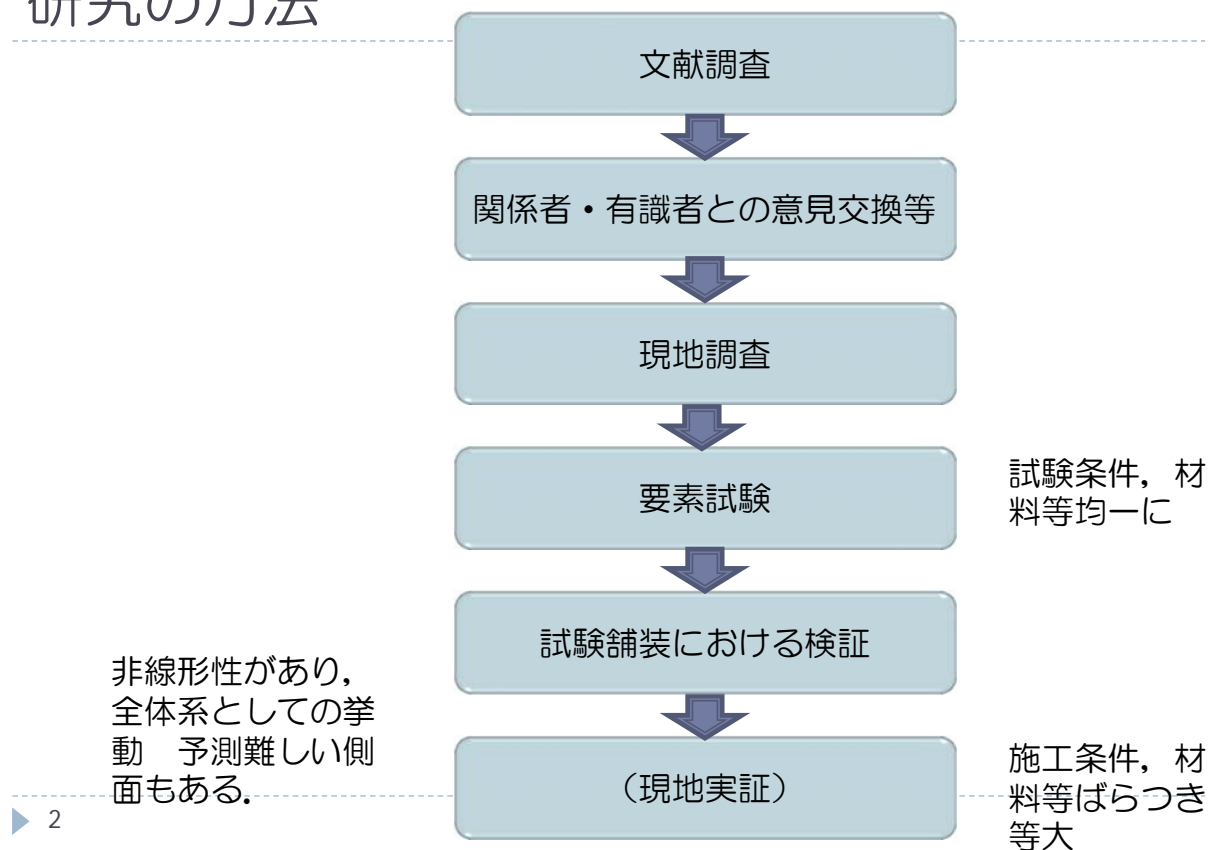 研究の方法
文献調査
関係者・有識者との意見交換等
現地調査
要素試験
試験条件，材
料等均一に
試験舗装における検証
非線形性があり，
全体系としての挙
動　予測難しい側
面もある．
（現地実証）
施工条件，材
料等ばらつき
等大
2